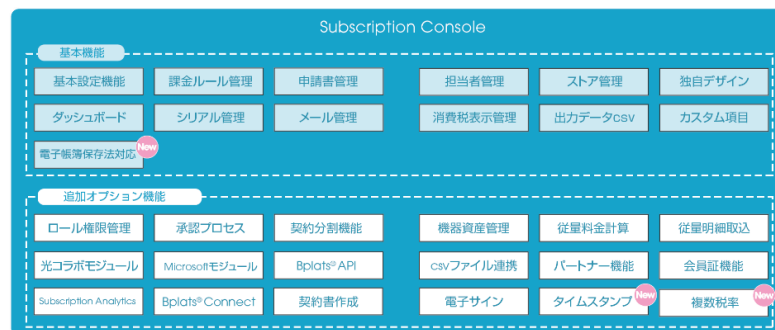 Subscription Console
基本機能
基本設定機能 課金ルール管理 申請書管理 担当者管理 ストア管理 独自デザイン
ダッシュボード シリアル管理 メール管理 消費税表示管理 出力データcsv カスタム項目
電子帳簿保存法対応 New
追加オプション機能
ロール権限管理 承認プロセス 契約分割機能 機器資産管理 従量料金計算 従量明細取込
光コラボモジュール Microsoftモジュール Bplats® API csvファイル連携 パートナー機能 会員証機能
Subscription Analytics Bplats® Connect 契約書作成 電子サイン タイムスタンプ New 複数税率 New